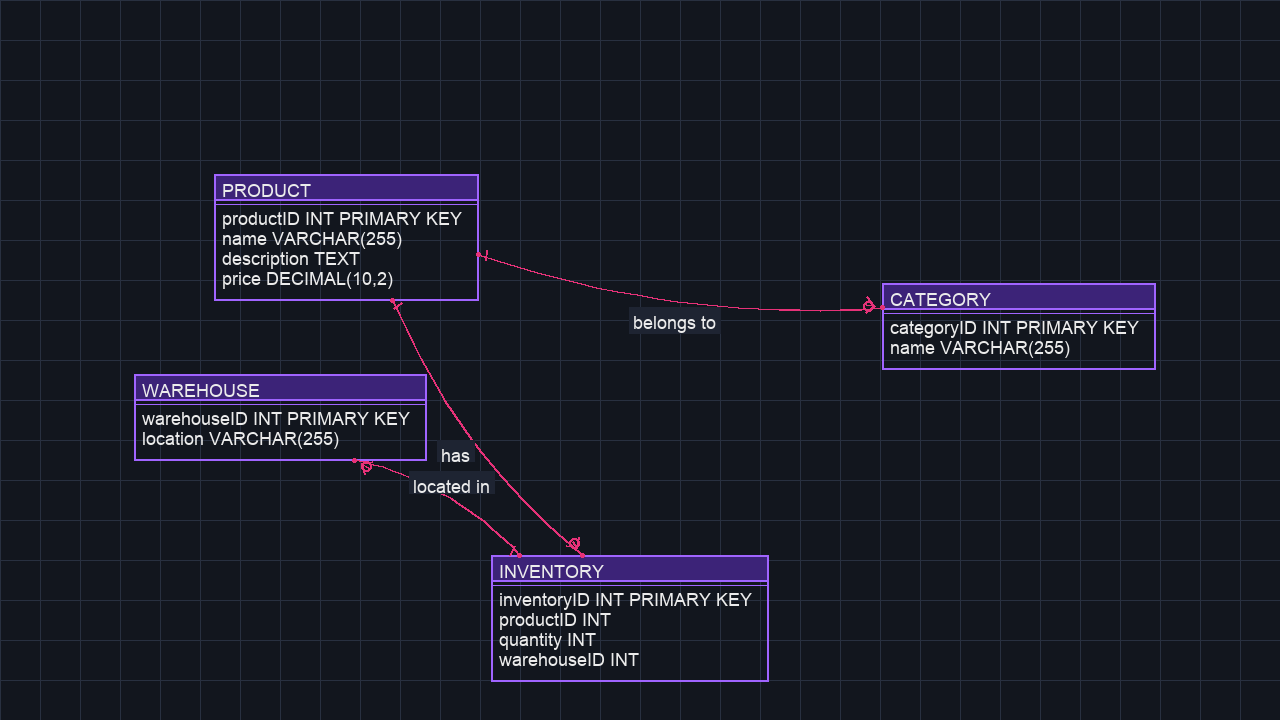 PRODUCT
productID INT PRIMARY KEY
name VARCHAR(255)
description TEXT
price DECIMAL(10,2)
belongs to
CATEGORY
categoryID INT PRIMARY KEY
name VARCHAR(255)
WAREHOUSE
warehouseID INT PRIMARY KEY
location VARCHAR(255)
has
located in
INVENTORY
inventoryID INT PRIMARY KEY
productID INT
quantity INT
warehouseID INT